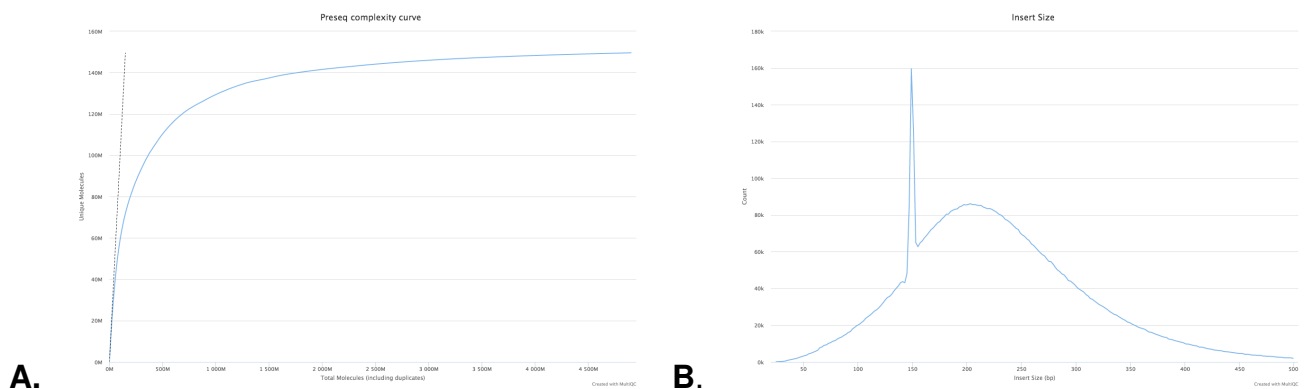 Preseq complexity curve
160M
140M
120M
100M
80M
60M
40M
20M
0M
Unique Molecules
0M 500M 1 000M 1 500M 2 000M 2 500M 3 000M 3 500M 4 000M 4 500M
Total Molecules (including duplicates)
Created with MultiQC
A.
Insert Size
180k
160k
140k
120k
100k
80k
60k
40k
20k
0k
Count
50 100 150 200 250 300 350 400 450 500
Insert Size (bp)
Created with MultiQC
B.